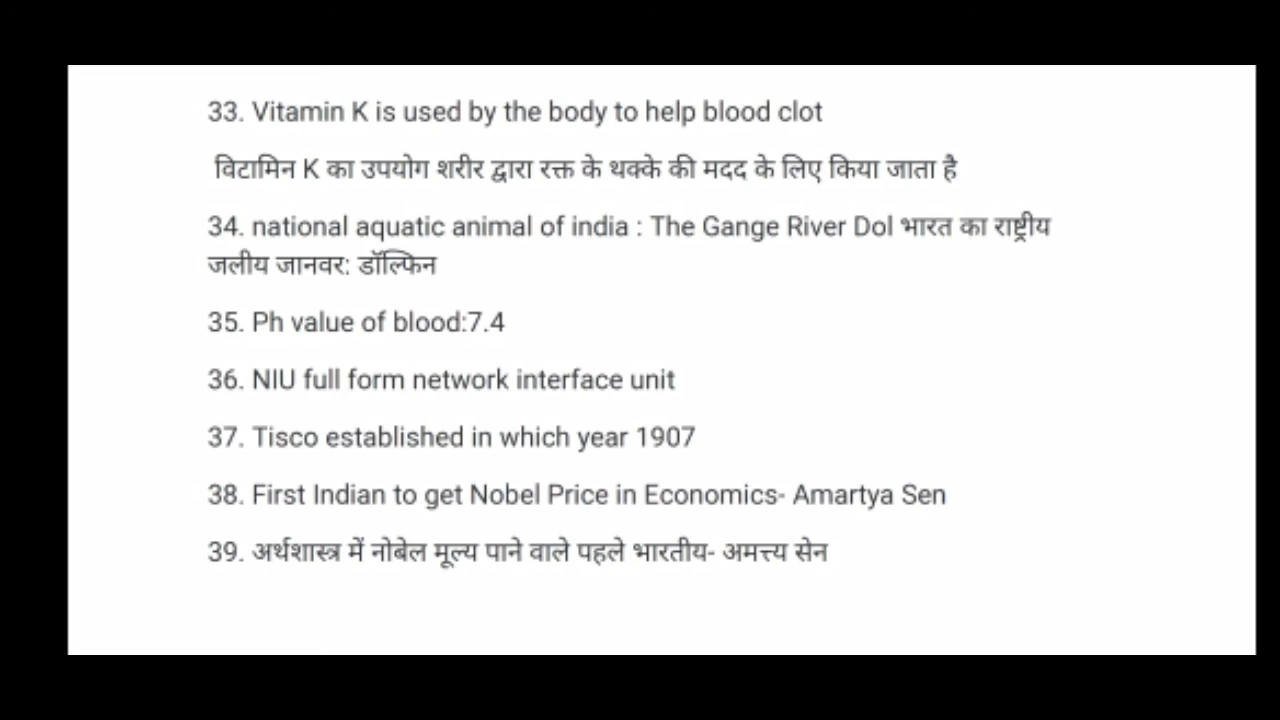 33. Vitamin K is used by the body to help blood clot
विटामिन K का उपयोग शरीर द्वारा रक्त के थक्के की मदद के लिए किया जाता है
34. national aquatic animal of india : The Gange River Dol भारत का राष्ट्रीय
जलीय जानवर: डॉल्फिन
35. Ph value of blood:7.4
36. NIU full form network interface unit
37. Tisco established in which year 1907
38. First Indian to get Nobel Price in Economics- Amartya Sen
39. अर्थशास्त्र में नोबेल मूल्य पाने वाले पहले भारतीय- अमर्त्य सेन